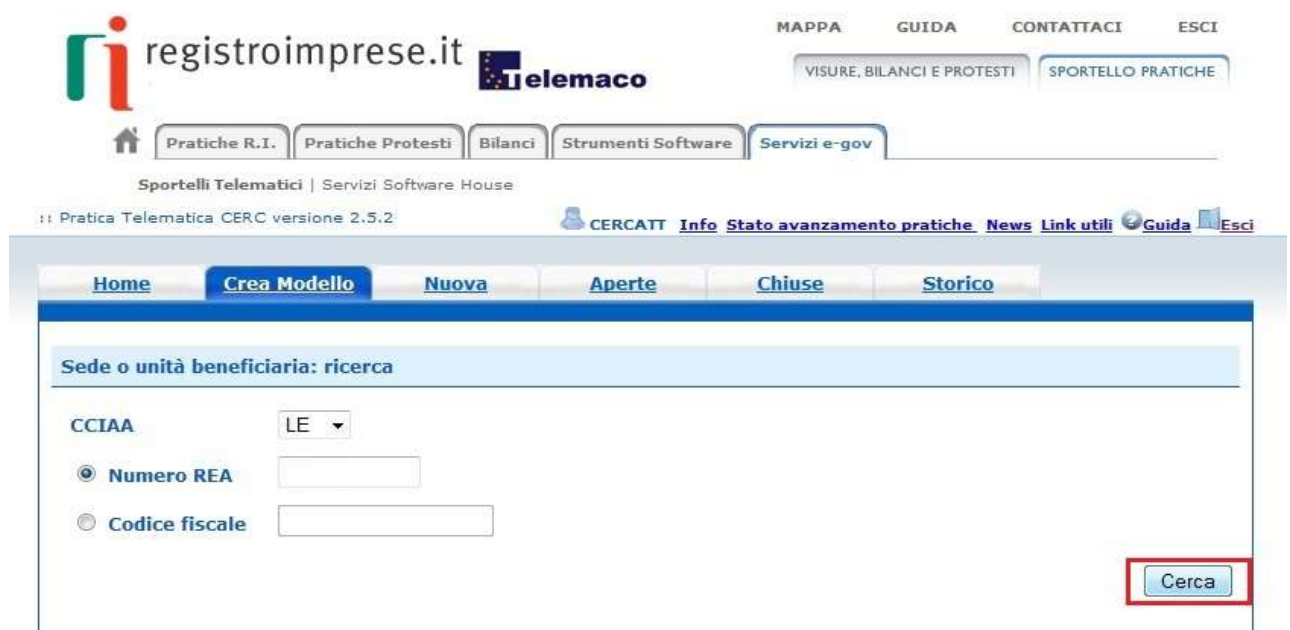 MAPPA GUIDA CONTATTACI ESCI
registroimprese.it Telemaco
VISURE, BILANCI E PROTESTI SPORTELLO PRATICHE
Pratiche R.I. Pratiche Protesti Bilanci Strumenti Software Servizi e-gov
Sportelli Telematici | Servizi Software House
:: Pratica Telematica CERC versione 2.5.2 CERCATT Info Stato avanzamento pratiche News Link utili Guida Esci
Home Crea Modello Nuova Aperte Chiuse Storico
Sede o unità beneficiaria: ricerca
CCIAA LE
Numero REA
Codice fiscale
Cerca